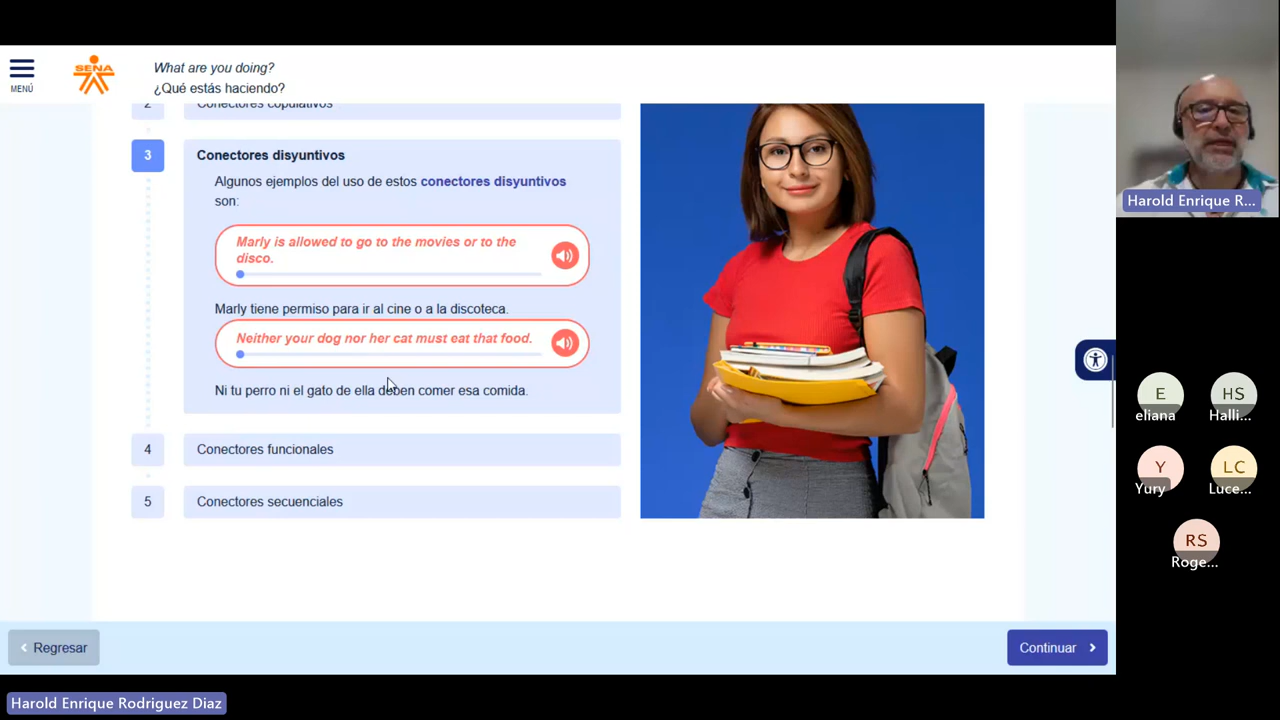 What are you doing?
SENA
MENÚ
¿Qué estás haciendo?
2 Conectores copulativos
3 Conectores disyuntivos
Algunos ejemplos del uso de estos conectores disyuntivos
son:
Marly is allowed to go to the movies or to the
disco.
Marly tiene permiso para ir al cine o a la discoteca.
Neither your dog nor her cat must eat that food.
Ni tu perro ni el gato de ella deben comer esa comida.
4 Conectores funcionales
5 Conectores secuenciales
Regresar
Continuar
Harold Enrique Rodriguez Diaz
Harold Enrique R...
E HS
eliana Halli...
Y LC
Yury Luce...
RS
Roge...